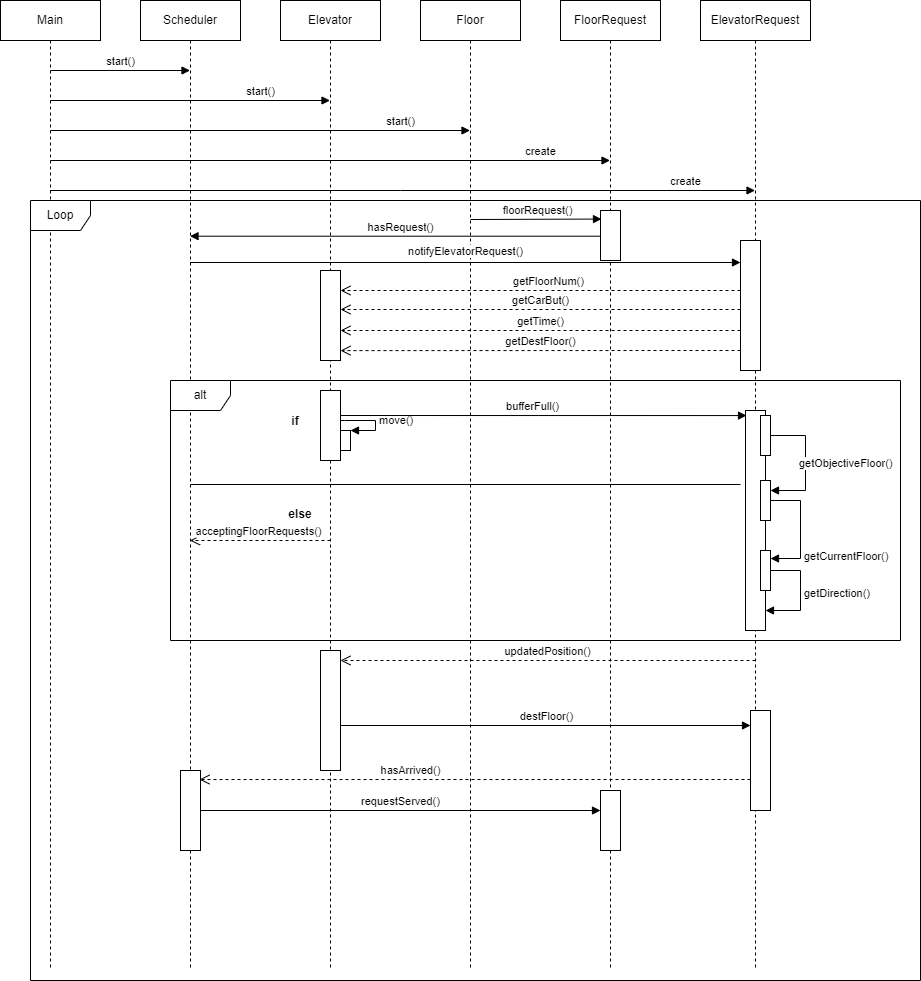 Main
Scheduler
Elevator
Floor
FloorRequest
ElevatorRequest
start()
start()
start()
create
create
Loop
floorRequest()
hasRequest()
notifyElevatorRequest()
getFloorNum()
getCarBut()
getTime()
getDestFloor()
alt
if
bufferFull()
move()
getObjectiveFloor()
else
acceptingFloorRequests()
getCurrentFloor()
getDirection()
updatedPosition()
destFloor()
hasArrived()
requestServed()